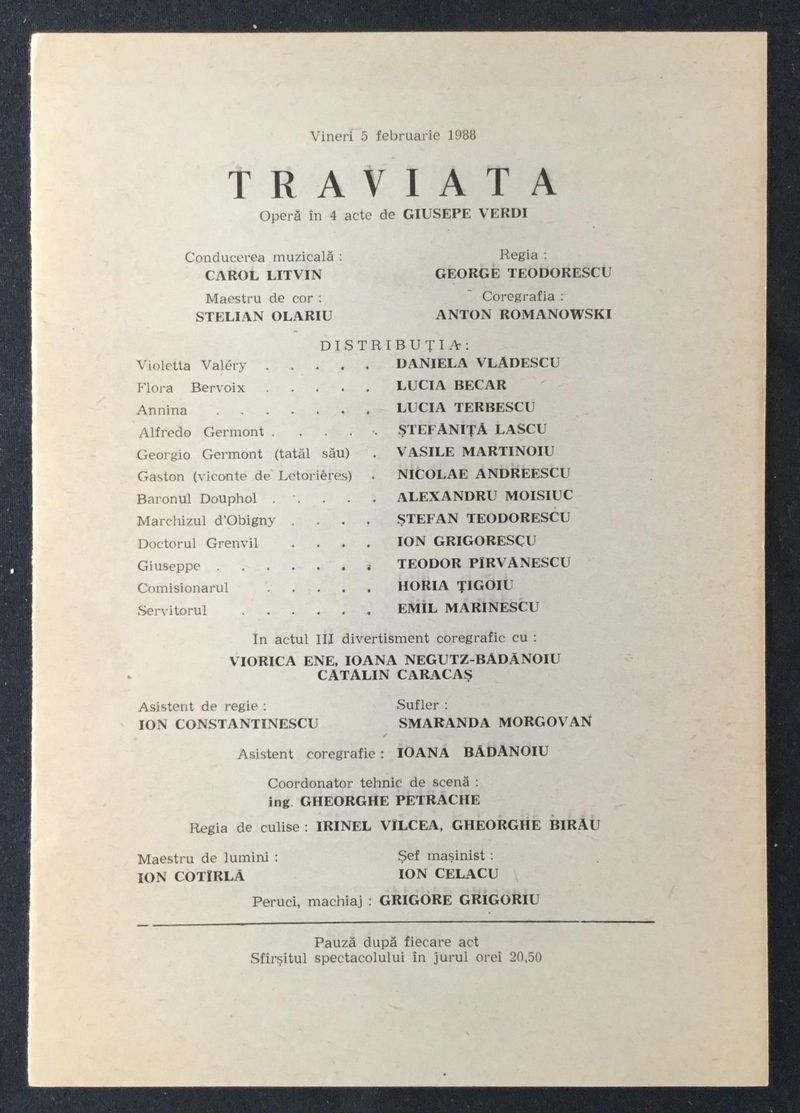 Vineri 5 februarie 1988
TRAVIATA
Operă în 4 acte de GIUSEPE VERDI
Conducerea muzicală :
CAROL LITVIN
Regia :
GEORGE TEODORESCU
Maestru de cor :
STELIAN OLARIU
Coregrafia :
ANTON ROMANOWSKI
DISTRIBUȚIA:
Violetta Valéry . . . . . DANIELA VLĂDESCU
Flora Bervoix . . . . . LUCIA BECAR
Annina . . . . . . . LUCIA TERBESCU
Alfredo Germont . . . . . ȘTEFĂNIȚĂ LASCU
Georgio Germont (tatăl său) . VASILE MARTINOIU
Gaston (viconte de Letorières) . NICOLAE ANDREESCU
Baronul Douphol . . . . . ALEXANDRU MOISIUC
Marchizul d'Obigny . . . . ȘTEFAN TEODORESCU
Doctorul Grenvil . . . . ION GRIGORESCU
Giuseppe . . . . . . . TEODOR PÎRVĂNESCU
Comisionarul . . . . . HORIA ȚIGOIU
Servitorul . . . . . . EMIL MARINESCU
In actul III divertisment coregrafic cu :
VIORICA ENE, IOANA NEGUTZ-BĂDĂNOIU
CĂTĂLIN CARACAȘ
Asistent de regie :
ION CONSTANTINESCU
Sufler :
SMARANDA MORGOVAN
Asistent coregrafie : IOANA BĂDĂNOIU
Coordonator tehnic de scenă :
ing. GHEORGHE PETRACHE
Regia de culise : IRINEL VÎLCEA, GHEORGHE BIRĂU
Maestru de lumini :
ION COTÎRLĂ
Șef mașinist :
ION CELACU
Peruci, machiaj : GRIGORE GRIGORIU
Pauză după fiecare act
Sfîrșitul spectacolului în jurul orei 20,50